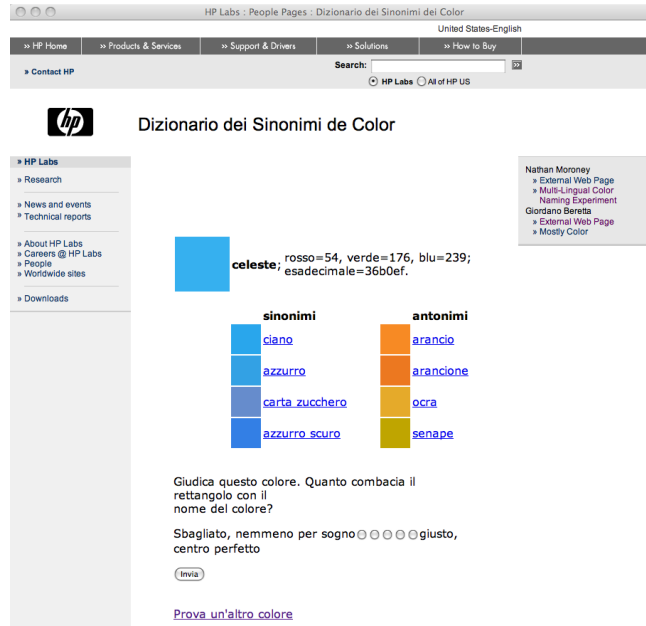 HP Labs : People Pages : Dizionario dei Sinonimi dei Color
United States-English
» HP Home
» Products & Services
» Support & Drivers
» Solutions
» How to Buy
» Contact HP
Search:
»
HP Labs All of HP US
hp
Dizionario dei Sinonimi de Color
» HP Labs
» Research
» News and events
» Technical reports
» About HP Labs
» Careers @ HP Labs
» People
» Worldwide sites
» Downloads
Nathan Moroney
» External Web Page
» Multi-Lingual Color
Naming Experiment
Giordano Beretta
» External Web Page
» Mostly Color
celeste; rosso=54, verde=176, blu=239;
esadecimale=36b0ef.
sinonimi antonimi
ciano arancio
azzurro arancione
carta zucchero ocra
azzurro scuro senape
Giudica questo colore. Quanto combacia il
rettangolo con il
nome del colore?
Sbagliato, nemmeno per sogno giusto,
centro perfetto
Invia
Prova un'altro colore